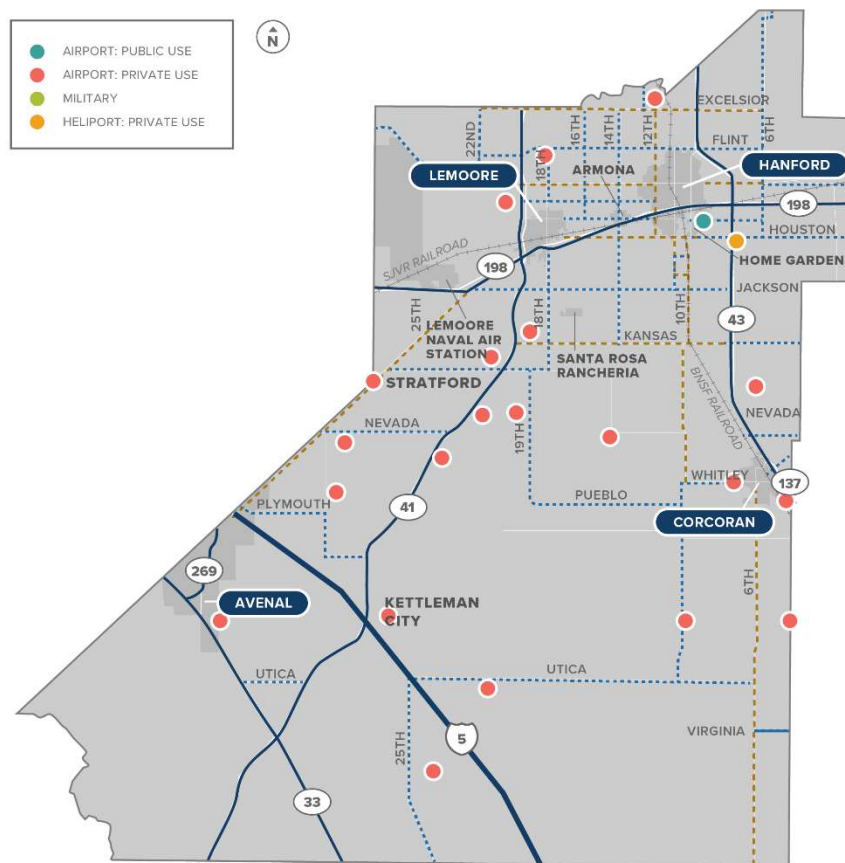 AIRPORT: PUBLIC USE
AIRPORT: PRIVATE USE
MILITARY
HELIPORT: PRIVATE USE
N
EXCELSIOR
22ND
18TH
16TH
14TH
12TH
6TH
FLINT
LEMOORE
ARMONA
HANFORD
198
HOUSTON
HOME GARDEN
SJVR RAILROAD
198
25TH
18TH
10TH
JACKSON
43
LEMOORE
NAVAL AIR
STATION
KANSAS
SANTA ROSA
RANCHERIA
STRATFORD
BNSF RAILROAD
NEVADA
NEVADA
19TH
WHITLEY
137
PLYMOUTH
41
PUEBLO
CORCORAN
269
AVENAL
KETTLEMAN
CITY
6TH
UTICA
UTICA
25TH
5
VIRGINIA
33